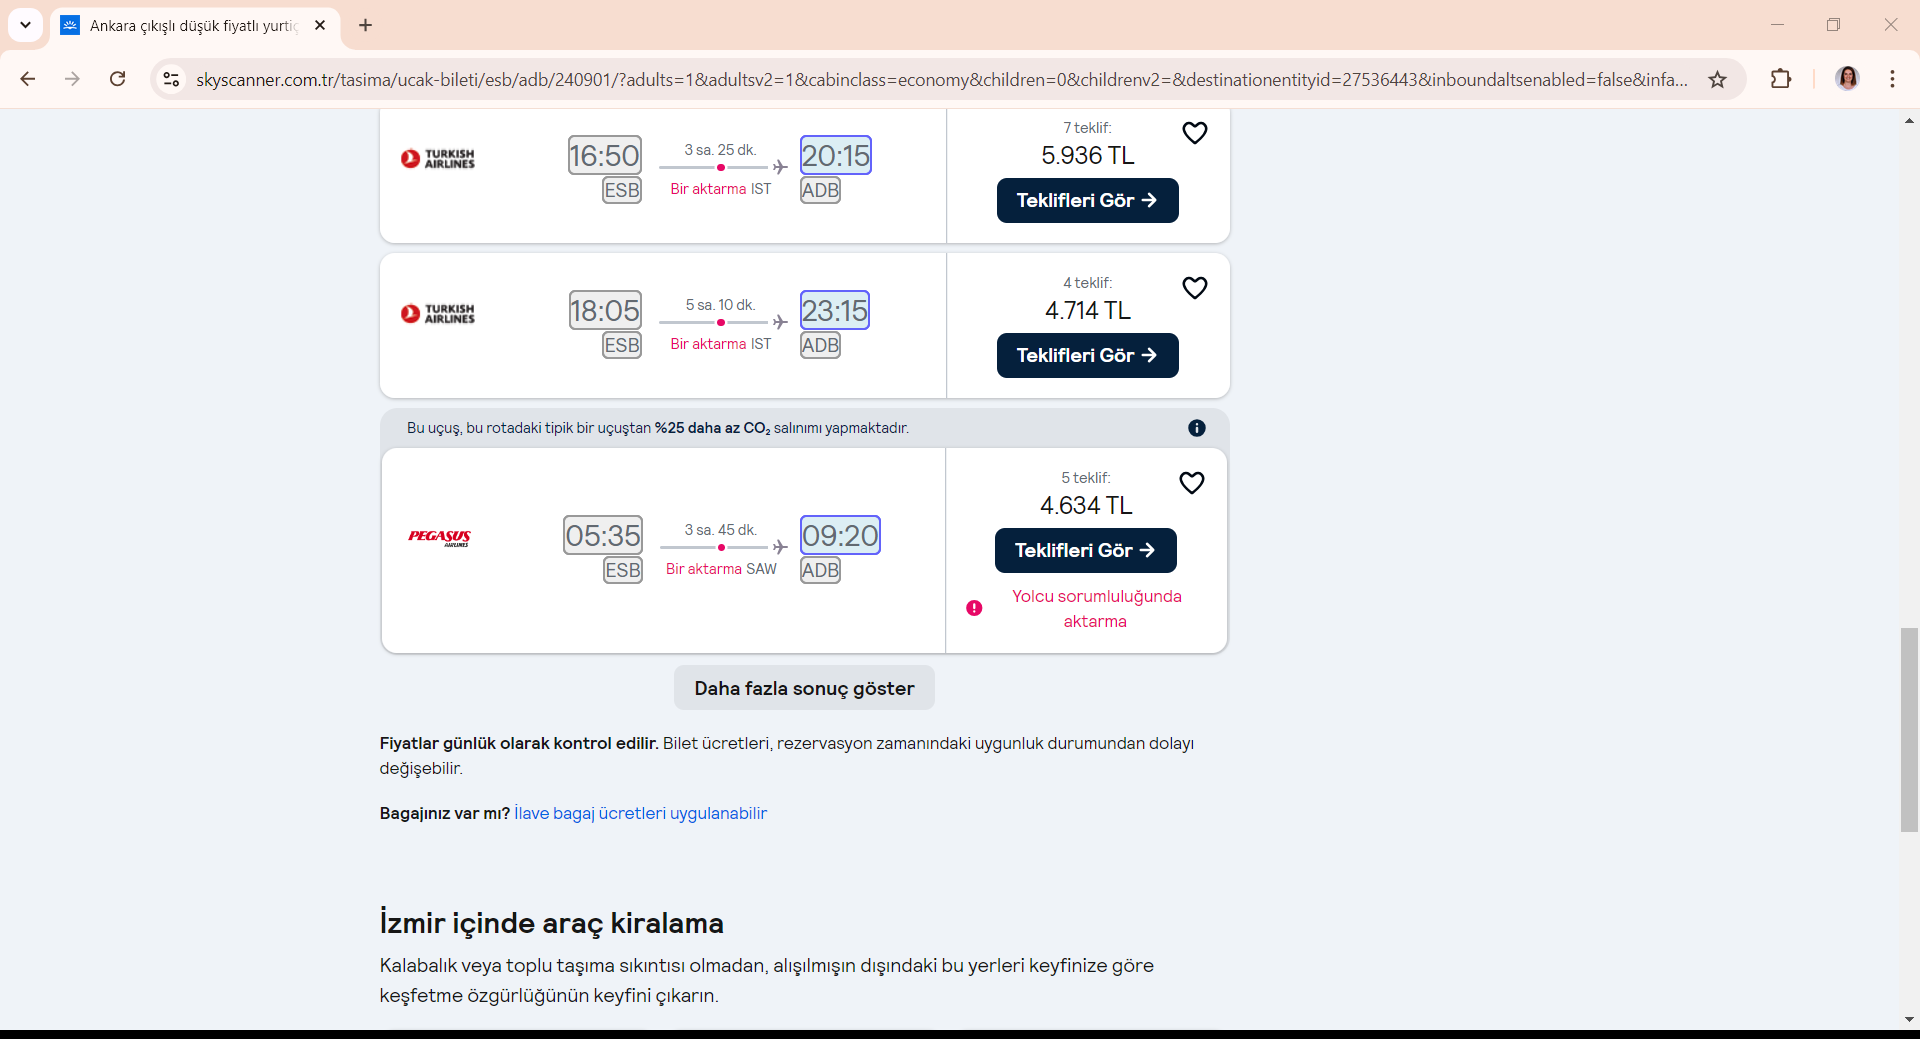 Ankara çıkışlı düşük fiyatlı yurtiç
skyscanner.com.tr/tasima/ucak-bileti/esb/adb/240901/?adults=1&adultsv2=1&cabinclass=economy&children=0&childrenv2=&destinationentityid=27536443&inboundaltsenabled=false&infa...
TURKISH AIRLINES
16:50
ESB
3 sa. 25 dk.
Bir aktarma IST
20:15
ADB
7 teklif:
5.936 TL
Teklifleri Gör →
TURKISH AIRLINES
18:05
ESB
5 sa. 10 dk.
Bir aktarma IST
23:15
ADB
4 teklif:
4.714 TL
Teklifleri Gör →
Bu uçuş, bu rotadaki tipik bir uçuştan %25 daha az CO₂ salınımı yapmaktadır.
PEGASUS AIRLINES
05:35
ESB
3 sa. 45 dk.
Bir aktarma SAW
09:20
ADB
5 teklif:
4.634 TL
Teklifleri Gör →
Yolcu sorumluluğunda
aktarma
Daha fazla sonuç göster
Fiyatlar günlük olarak kontrol edilir. Bilet ücretleri, rezervasyon zamanındaki uygunluk durumundan dolayı
değişebilir.
Bagajınız var mı? İlave bagaj ücretleri uygulanabilir
İzmir içinde araç kiralama
Kalabalık veya toplu taşıma sıkıntısı olmadan, alışılmışın dışındaki bu yerleri keyfinize göre
keşfetme özgürlüğünün keyfini çıkarın.